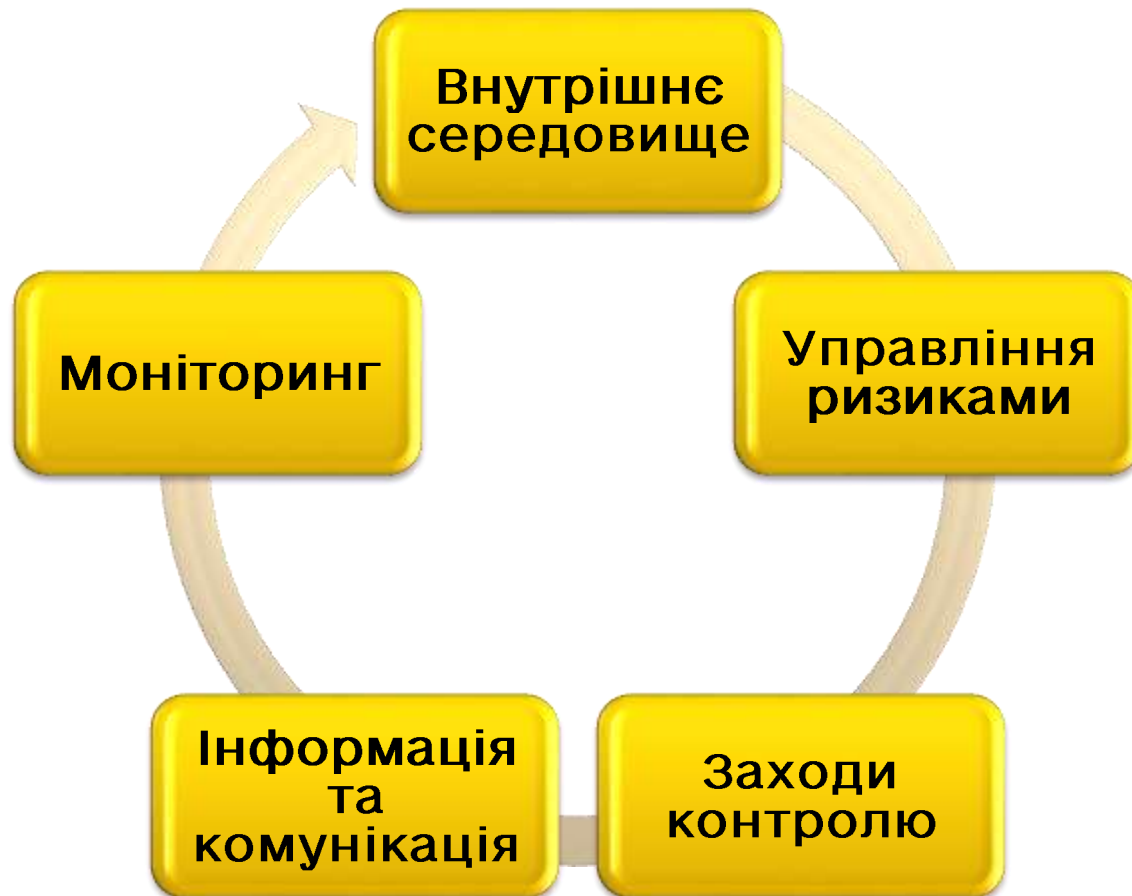 Внутрішнє
середовище
Управління
ризиками
Заходи
контролю
Інформація
та
комунікація
Моніторинг